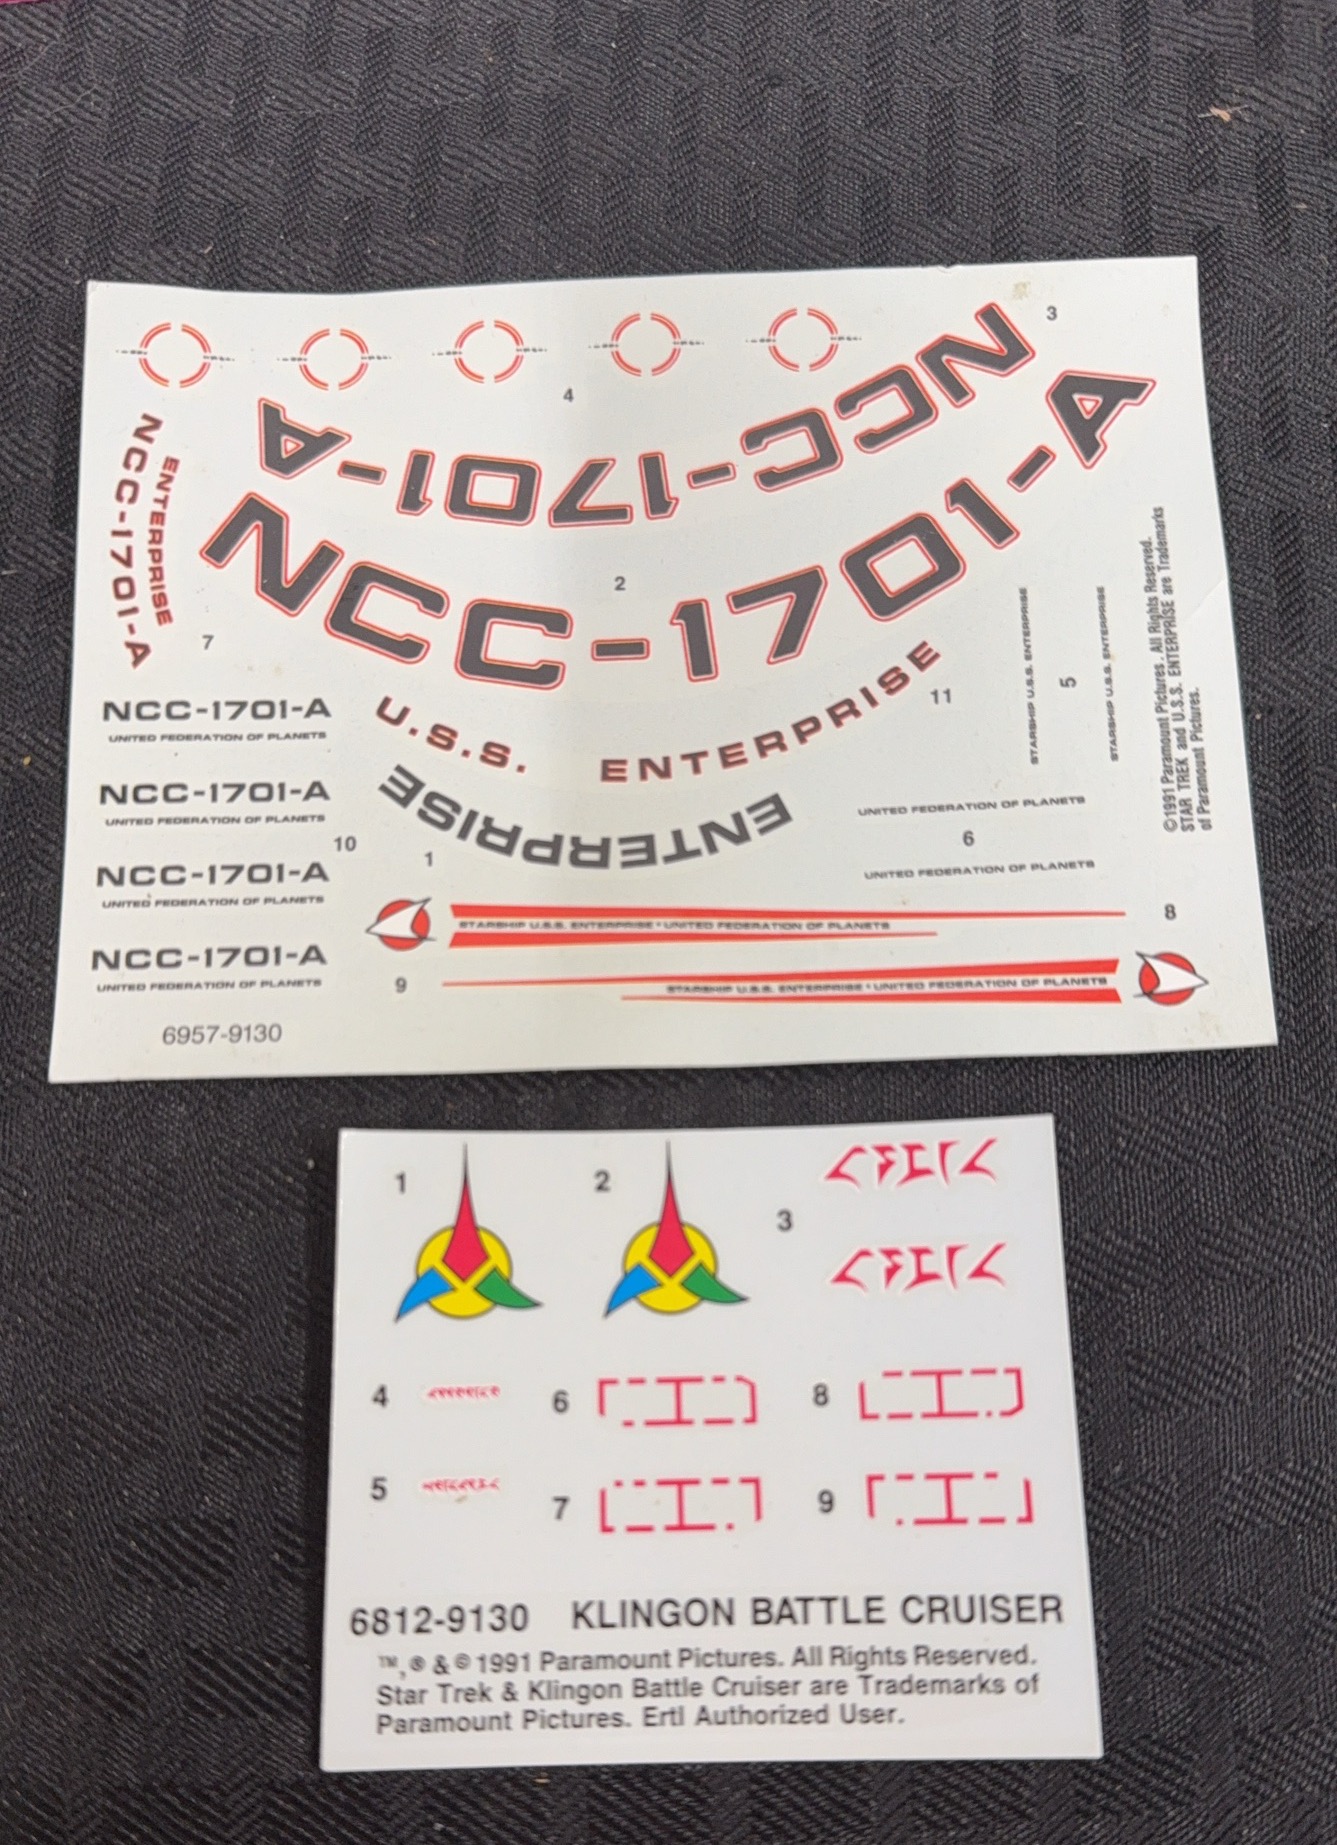 3
4
NCC-1701-A
NCC-1701-A
ENTERPRISE
NCC-1701-A
7
2
U.S.S. ENTERPRISE
11
STARSHIP U.S.S. ENTERPRISE
5
STARSHIP U.S.S. ENTERPRISE
©1991 Paramount Pictures. All Rights Reserved.
STAR TREK and U.S.S. ENTERPRISE are Trademarks
of Paramount Pictures.
NCC-1701-A
UNITED FEDERATION OF PLANETS
NCC-1701-A
UNITED FEDERATION OF PLANETS
10
NCC-1701-A
UNITED FEDERATION OF PLANETS
NCC-1701-A
UNITED FEDERATION OF PLANETS
ENTERPRISE
1
UNITED FEDERATION OF PLANETS
6
UNITED FEDERATION OF PLANETS
STARSHIP U.S.S. ENTERPRISE • UNITED FEDERATION OF PLANETS
8
9
STARSHIP U.S.S. ENTERPRISE • UNITED FEDERATION OF PLANETS
6957-9130
1
2
3
4
6
8
5
7
9
6812-9130 KLINGON BATTLE CRUISER
™, ® & © 1991 Paramount Pictures. All Rights Reserved.
Star Trek & Klingon Battle Cruiser are Trademarks of
Paramount Pictures. Ertl Authorized User.